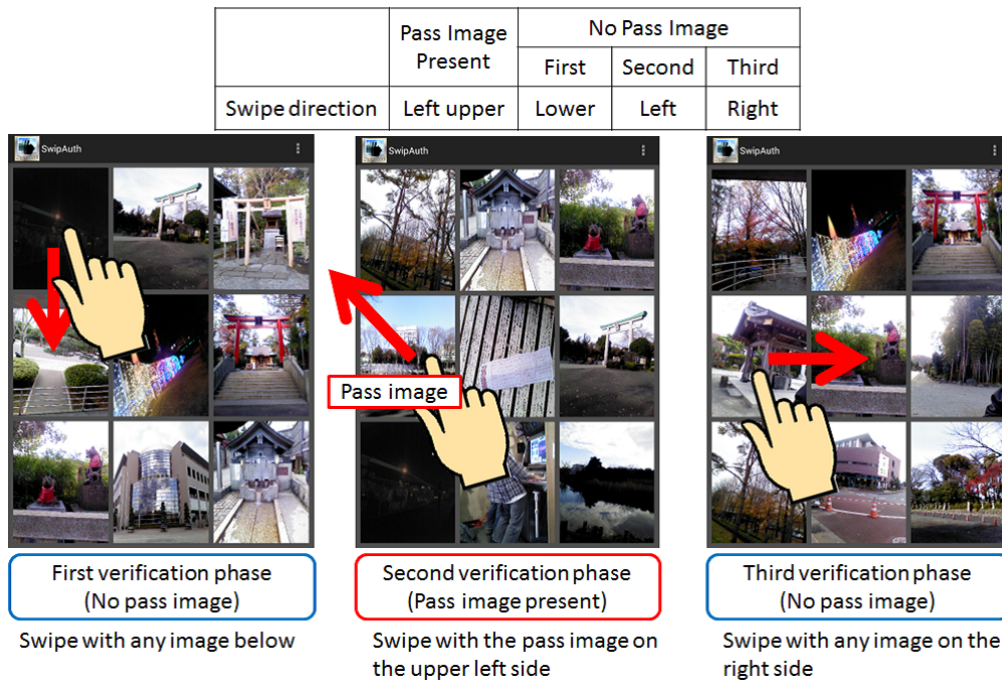 Pass Image Present
No Pass Image
First Second Third
Swipe direction Left upper Lower Left Right
SwipAuth
SwipAuth
SwipAuth
Pass image
First verification phase
(No pass image)
Second verification phase
(Pass image present)
Third verification phase
(No pass image)
Swipe with any image below
Swipe with the pass image on
the upper left side
Swipe with any image on the
right side